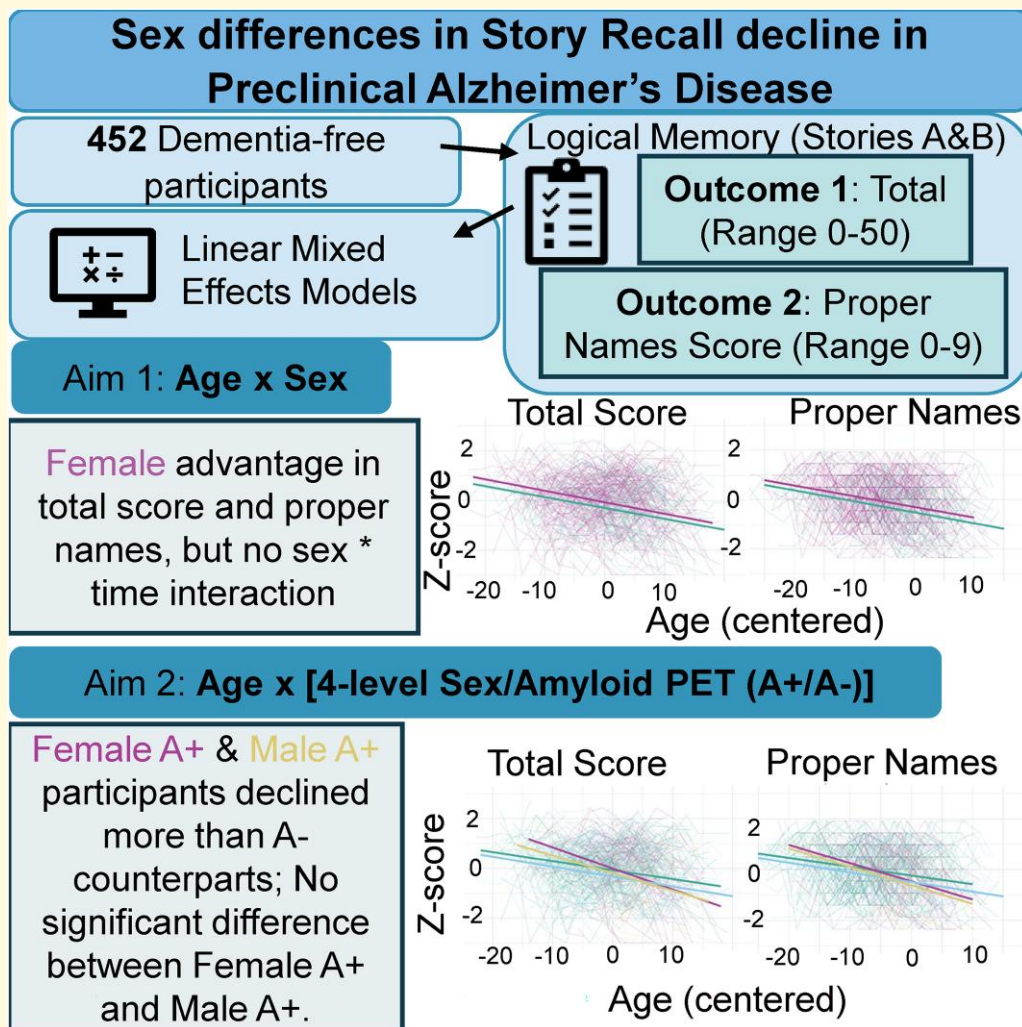 Sex differences in Story Recall decline in
Preclinical Alzheimer's Disease
452 Dementia-free
participants
Logical Memory (Stories A&B)
Outcome 1: Total
(Range 0-50)
Outcome 2: Proper
Names Score (Range 0-9)
+ −
× ÷
Linear Mixed
Effects Models
Aim 1: Age x Sex
Female advantage in
total score and proper
names, but no sex *
time interaction
Total Score
Proper Names
Z-score
2
0
-2
2
0
-2
-20 -10 0 10
-20 -10 0 10
Age (centered)
Aim 2: Age x [4-level Sex/Amyloid PET (A+/A-)]
Female A+ & Male A+
participants declined
more than A-
counterparts; No
significant difference
between Female A+
and Male A+.
Total Score
Proper Names
Z-score
2
0
-2
2
0
-2
-20 -10 0 10
-20 -10 0 10
Age (centered)